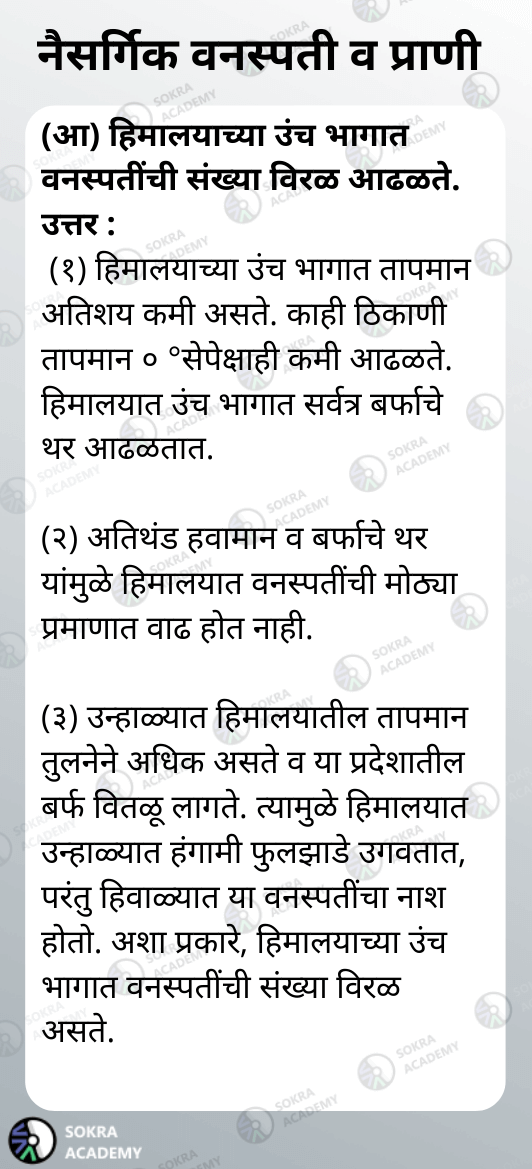 नैसर्गिक वनस्पती व प्राणी
(आ) हिमालयाच्या उंच भागात
वनस्पतींची संख्या विरळ आढळते.
उत्तर :
(१) हिमालयाच्या उंच भागात तापमान
अतिशय कमी असते. काही ठिकाणी
तापमान ० °सेपेक्षाही कमी आढळते.
हिमालयात उंच भागात सर्वत्र बर्फाचे
थर आढळतात.
(२) अतिथंड हवामान व बर्फाचे थर
यांमुळे हिमालयात वनस्पतींची मोठ्या
प्रमाणात वाढ होत नाही.
(३) उन्हाळ्यात हिमालयातील तापमान
तुलनेने अधिक असते व या प्रदेशातील
बर्फ वितळू लागते. त्यामुळे हिमालयात
उन्हाळ्यात हंगामी फुलझाडे उगवतात,
परंतु हिवाळ्यात या वनस्पतींचा नाश
होतो. अशा प्रकारे, हिमालयाच्या उंच
भागात वनस्पतींची संख्या विरळ
असते.
SOKRA
ACADEMY